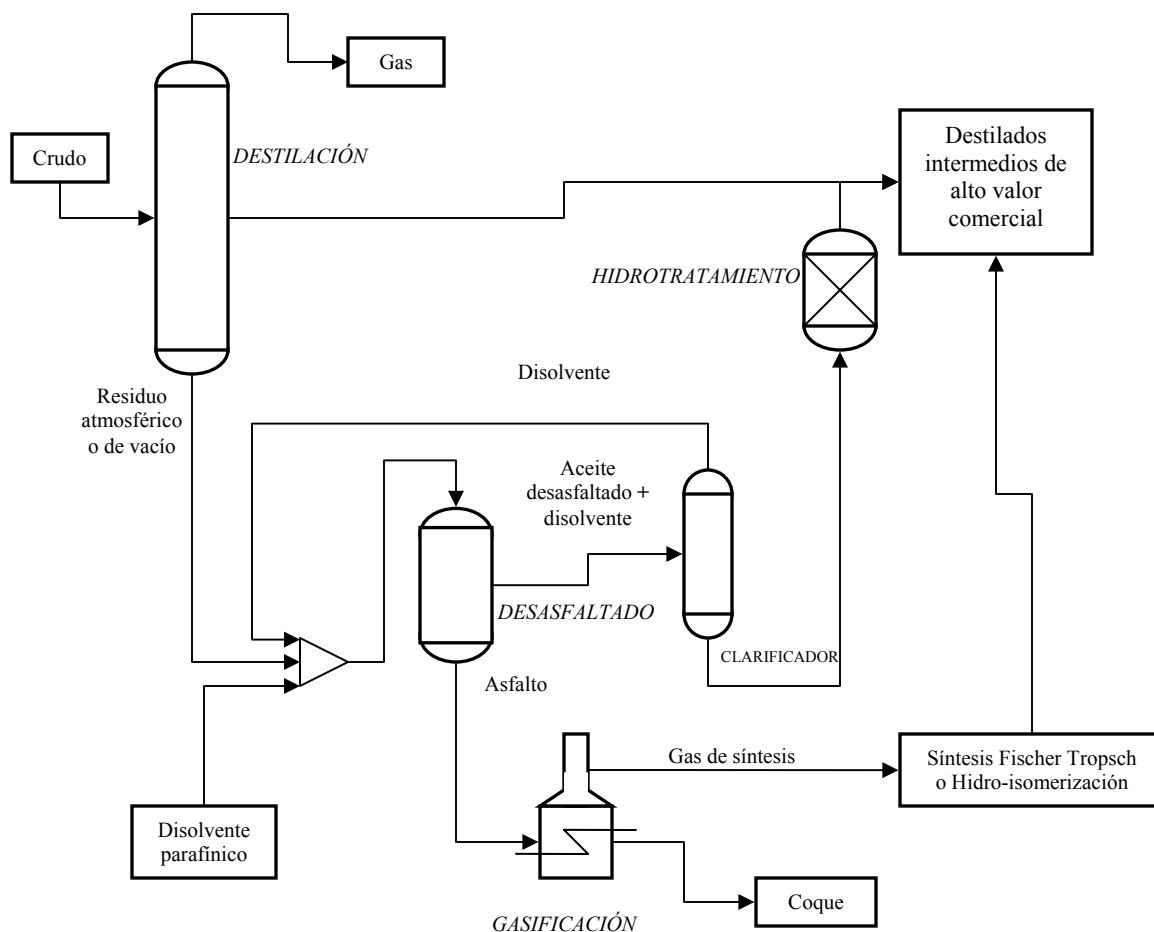 Gas
Crudo
DESTILACIÓN
Destilados
intermedios de
alto valor
comercial
HIDROTRATAMIENTO
Residuo
atmosférico
o de vacío
Disolvente
Aceite
desasfaltado +
disolvente
DESASFALTADO
CLARIFICADOR
Asfalto
Gas de síntesis
Síntesis Fischer Tropsch
o Hidro-isomerización
Disolvente
parafínico
Coque
GASIFICACIÓN